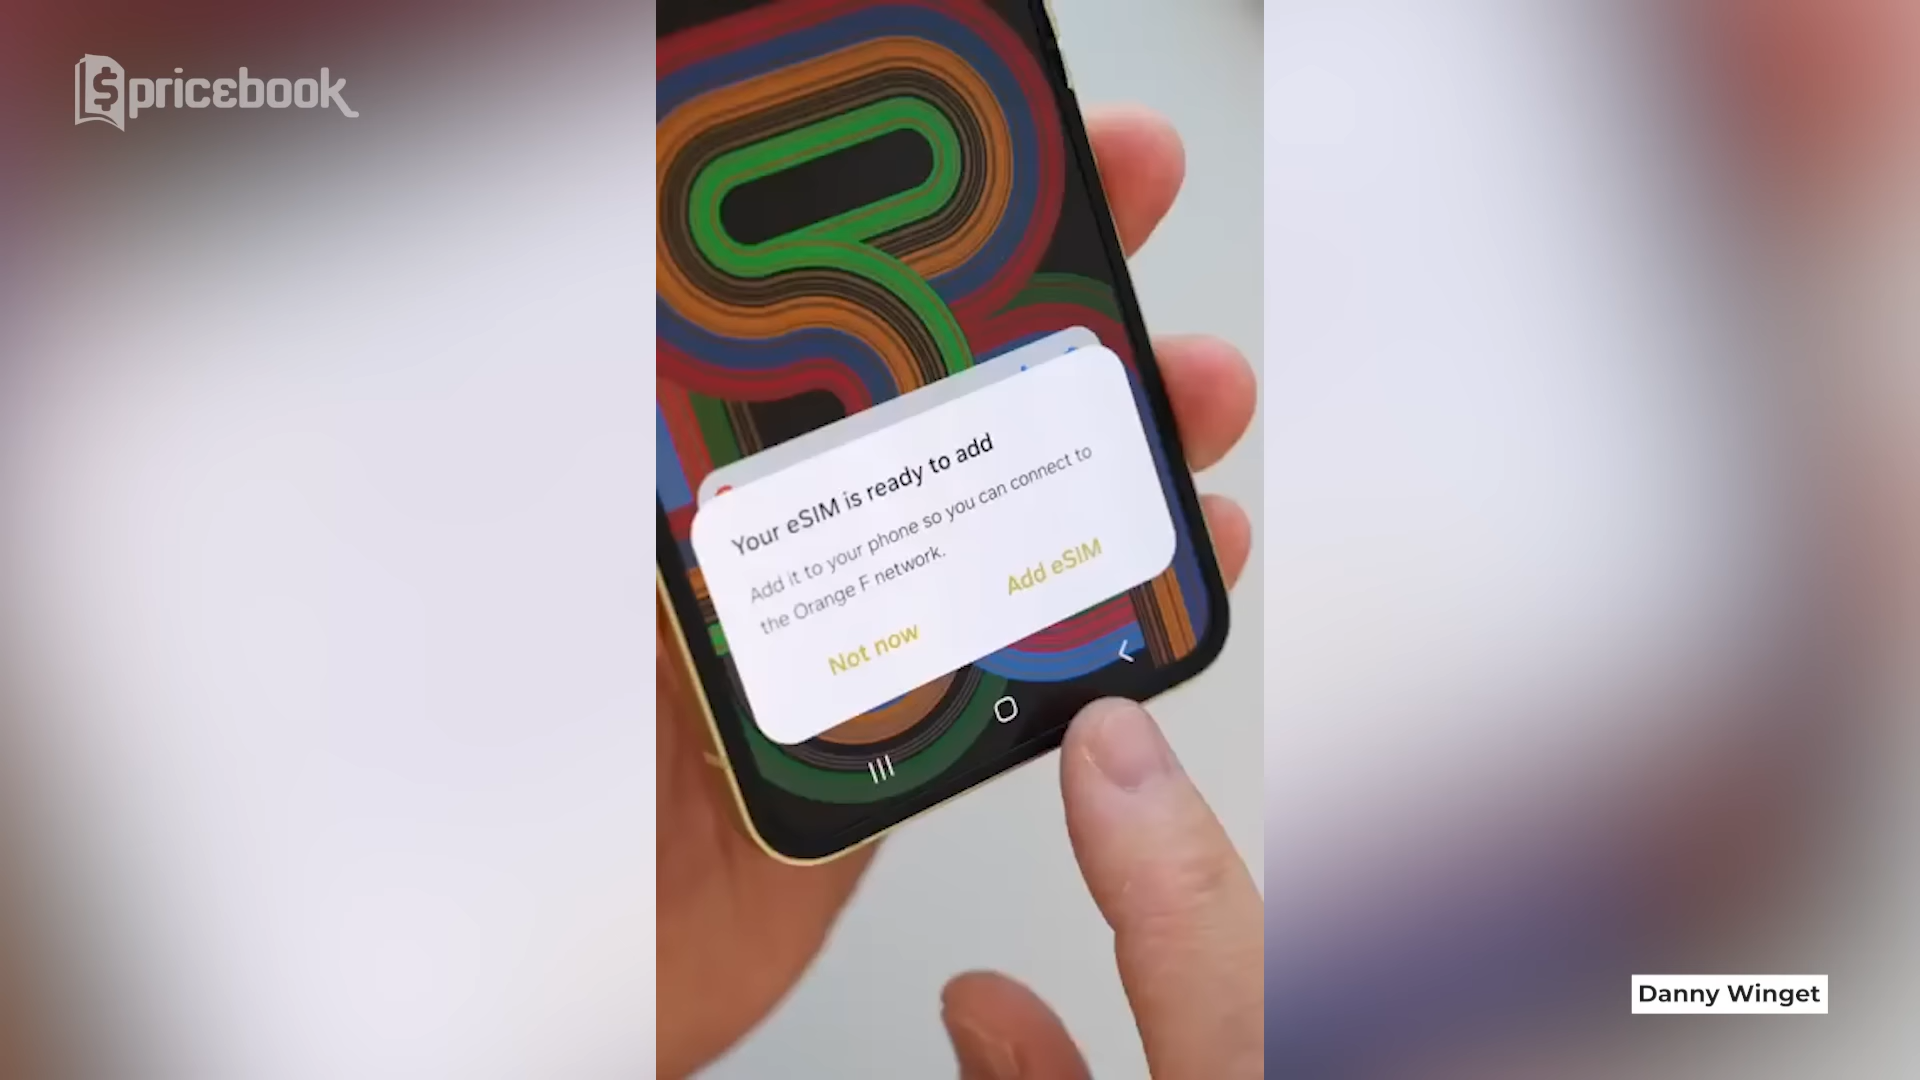 pricebook
Your eSIM is ready to add
Add it to your phone so you can connect to
the Orange F network.
Not now
Add eSIM
Danny Winget